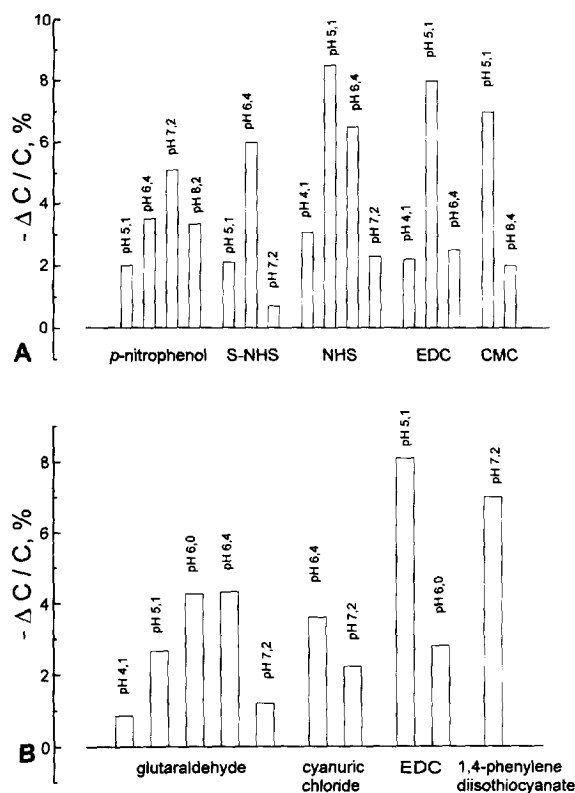 10
8
6
4
2
0
- Δ C / C, %
pH 5,1
pH 6,4
pH 7,2
pH 8,2
pH 5,1
pH 6,4
pH 7,2
pH 4,1
pH 5,1
pH 6,4
pH 7,2
pH 4,1
pH 5,1
pH 6,4
pH 5,1
pH 6,4
A
p-nitrophenol S-NHS NHS EDC CMC
8
6
4
2
0
- Δ C / C, %
pH 4,1
pH 5,1
pH 6,0
pH 6,4
pH 7,2
pH 6,4
pH 7,2
pH 5,1
pH 6,0
pH 7,2
B
glutaraldehyde cyanuric EDC 1,4-phenylene
chloride diisothiocyanate